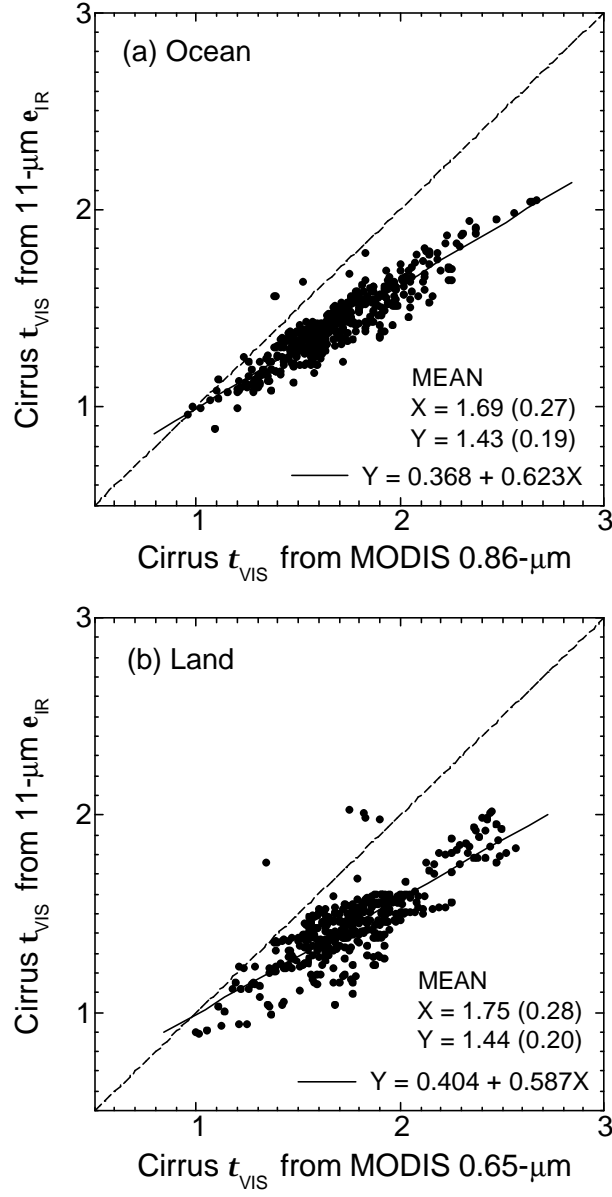 3
(a) Ocean
2
1
Cirrus t_VIS from 11-μm e_IR
MEAN
X = 1.69 (0.27)
Y = 1.43 (0.19)
Y = 0.368 + 0.623X
1 2 3
Cirrus t_VIS from MODIS 0.86-μm
3
(b) Land
2
1
Cirrus t_VIS from 11-μm e_IR
MEAN
X = 1.75 (0.28)
Y = 1.44 (0.20)
Y = 0.404 + 0.587X
1 2 3
Cirrus t_VIS from MODIS 0.65-μm